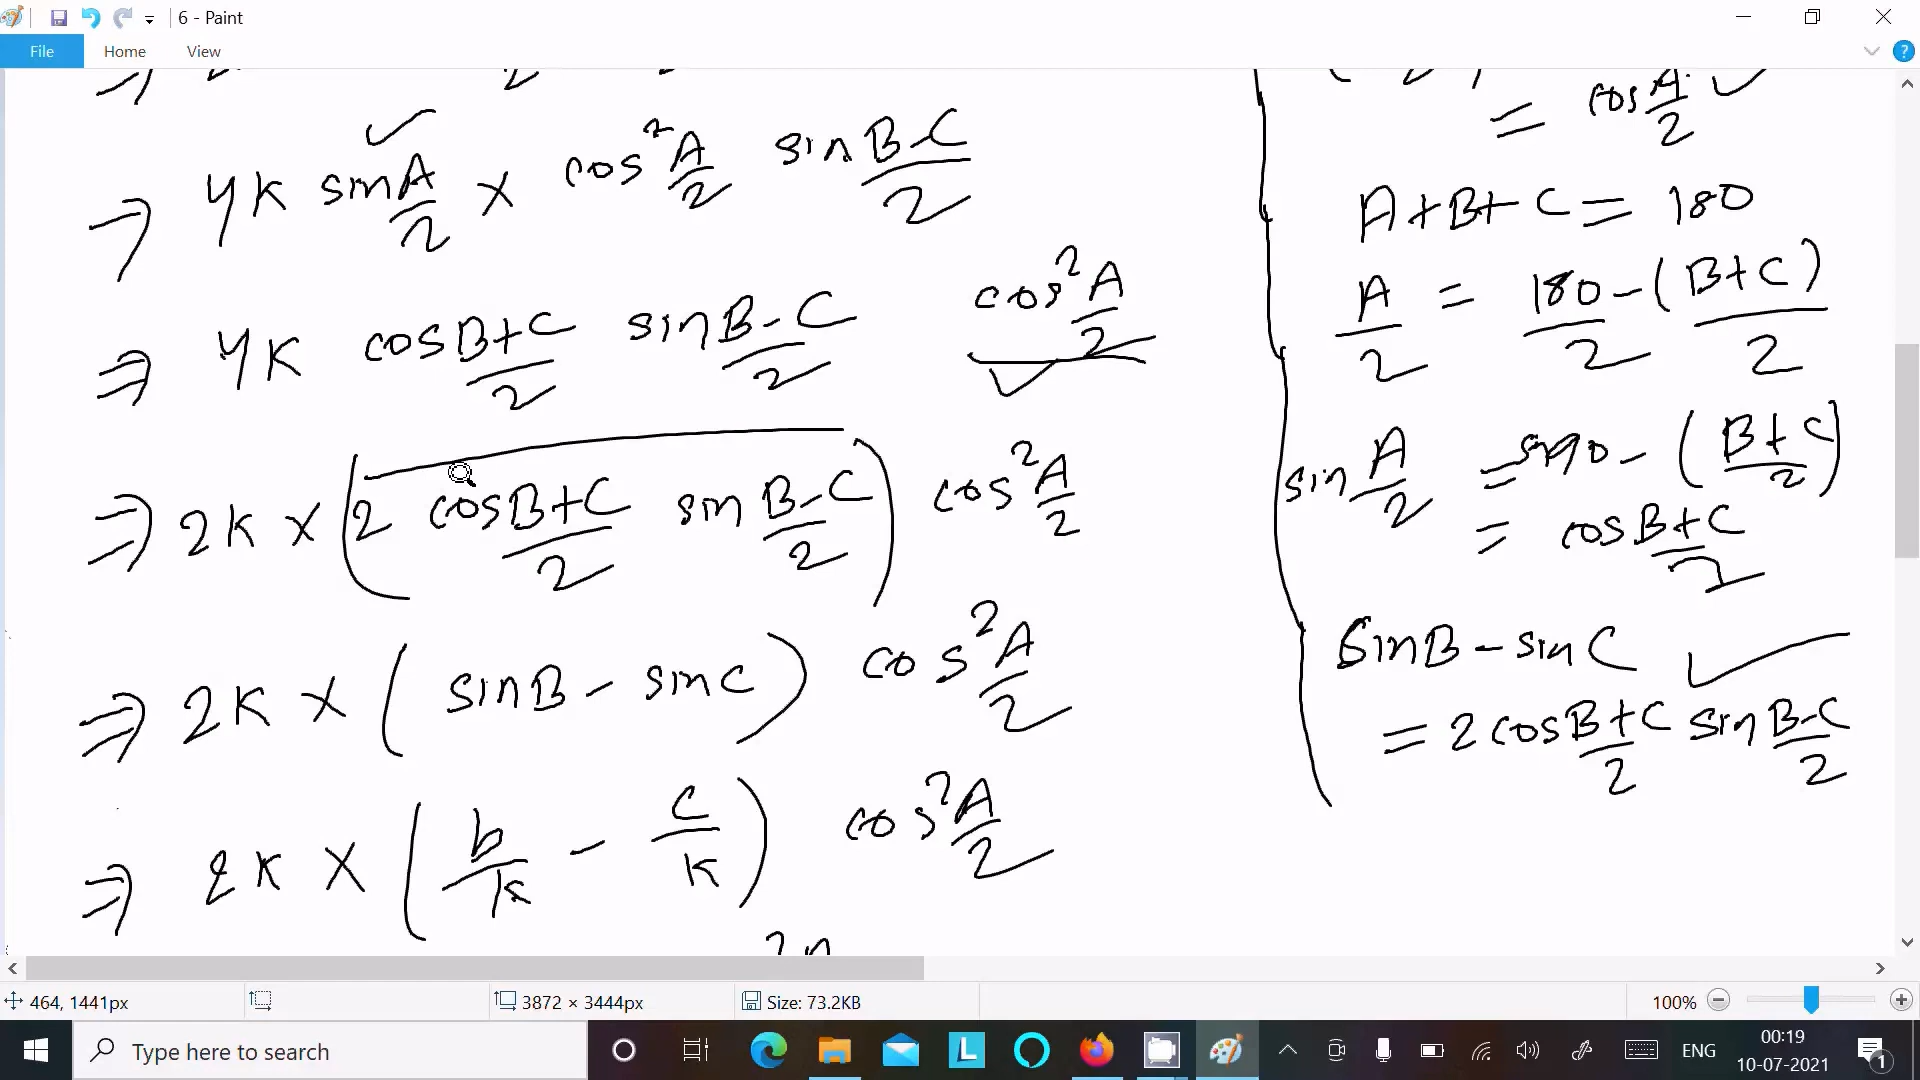 6 - Paint
File Home View
⇒ 4K sin A/2 × cos² A/2 sin B-C/2
⇒ 4K cos B+C/2 sin B-C/2 cos² A/2
⇒ 2K × (2 cos B+C/2 sin B-C/2) cos² A/2
⇒ 2K × (sinB - sinC) cos² A/2
⇒ 2K × (b/k - c/k) cos² A/2
= cos A/2
A+B+C = 180
A/2 = 180/2 - (B+C)/2
sin A/2 = sin 90 - (B+C/2)
= cos B+C/2
SinB - sinC
= 2 cos B+C/2 sin B-C/2
464, 1441px 3872 × 3444px Size: 73.2KB 100%
Type here to search
L
ENG
00:19
10-07-2021
1